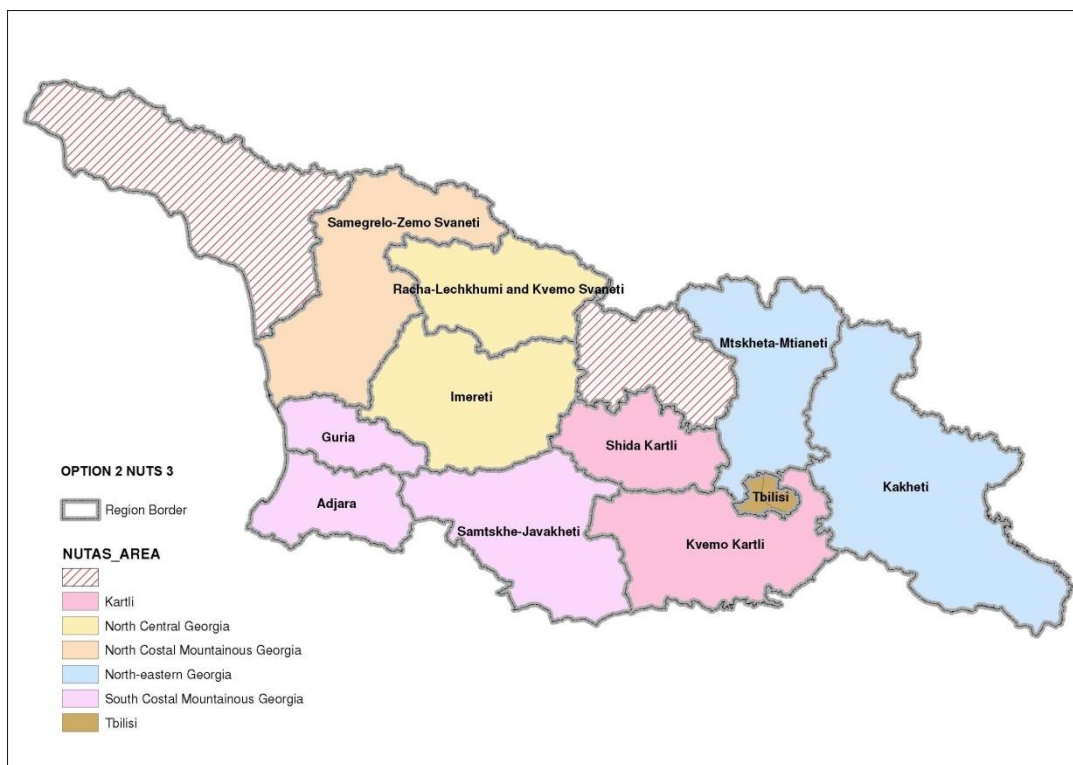 Samegrelo-Zemo Svaneti
Racha-Lechkhumi and Kvemo Svaneti
Mtskheta-Mtianeti
Imereti
Guria
Shida Kartli
Kakheti
Tbilisi
Adjara
Samtskhe-Javakheti
Kvemo Kartli
OPTION 2 NUTS 3
Region Border
NUTAS_AREA
Kartli
North Central Georgia
North Costal Mountainous Georgia
North-eastern Georgia
South Costal Mountainous Georgia
Tbilisi